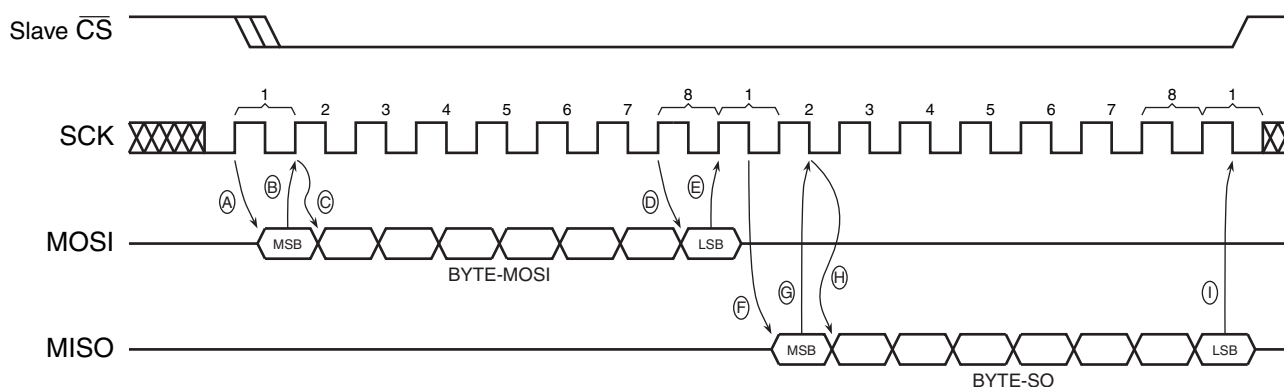 Slave C̅S̅
1 2 3 4 5 6 7 8 1 2 3 4 5 6 7 8 1
SCK
A B C D E
MOSI MSB LSB
BYTE-MOSI
F G H I
MISO MSB LSB
BYTE-SO